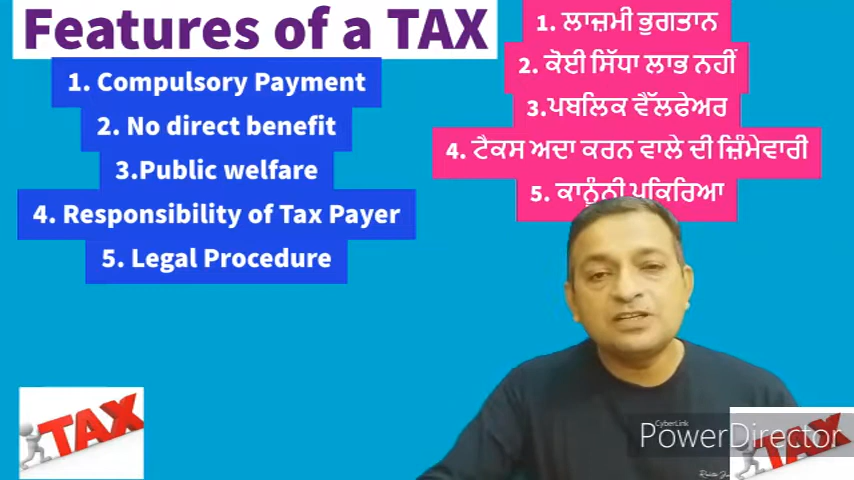 Features of a TAX
1. Compulsory Payment
2. No direct benefit
3.Public welfare
4. Responsibility of Tax Payer
5. Legal Procedure
1. ਲਾਜ਼ਮੀ ਭੁਗਤਾਨ
2. ਕੋਈ ਸਿੱਧਾ ਲਾਭ ਨਹੀਂ
3.ਪਬਲਿਕ ਵੈੱਲਫੇਅਰ
4. ਟੈਕਸ ਅਦਾ ਕਰਨ ਵਾਲੇ ਦੀ ਜ਼ਿੰਮੇਵਾਰੀ
5. ਕਾਨੂੰਨੀ ਪ੍ਰਕਿਰਿਆ
TAX
CyberLink
PowerDirector
TAX